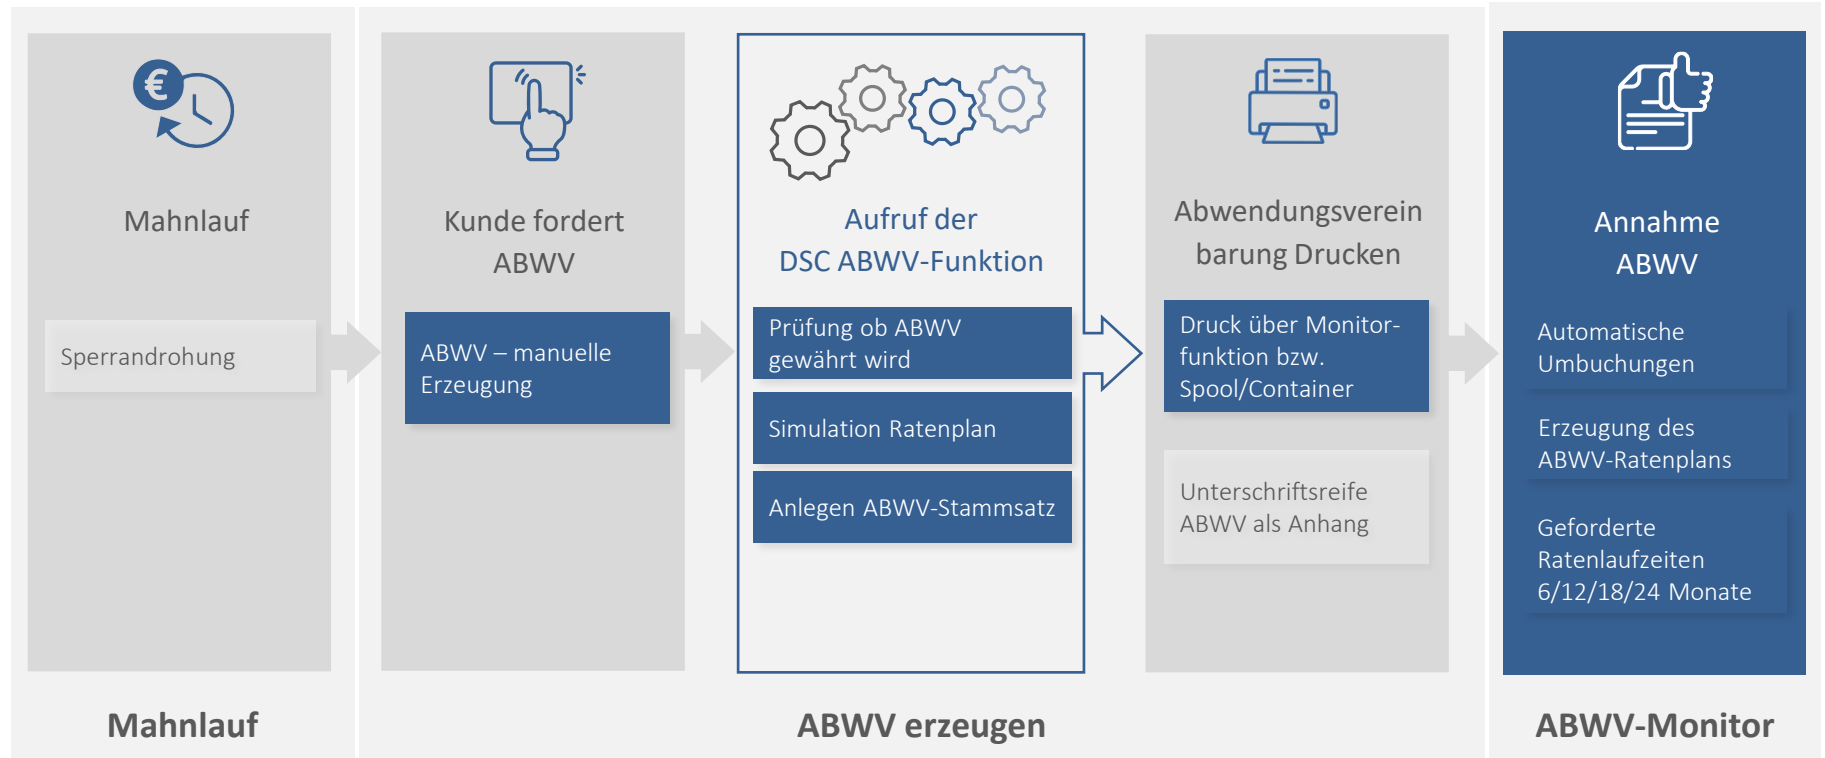 €
Mahnlauf
Sperrandrohung
Kunde fordert
ABWV
ABWV – manuelle
Erzeugung
Aufruf der
DSC ABWV-Funktion
Prüfung ob ABWV
gewährt wird
Simulation Ratenplan
Anlegen ABWV-Stammsatz
Abwendungsverein
barung Drucken
Druck über Monitor-
funktion bzw.
Spool/Container
Unterschriftsreife
ABWV als Anhang
Annahme
ABWV
Automatische
Umbuchungen
Erzeugung des
ABWV-Ratenplans
Geforderte
Ratenlaufzeiten
6/12/18/24 Monate
Mahnlauf
ABWV erzeugen
ABWV-Monitor